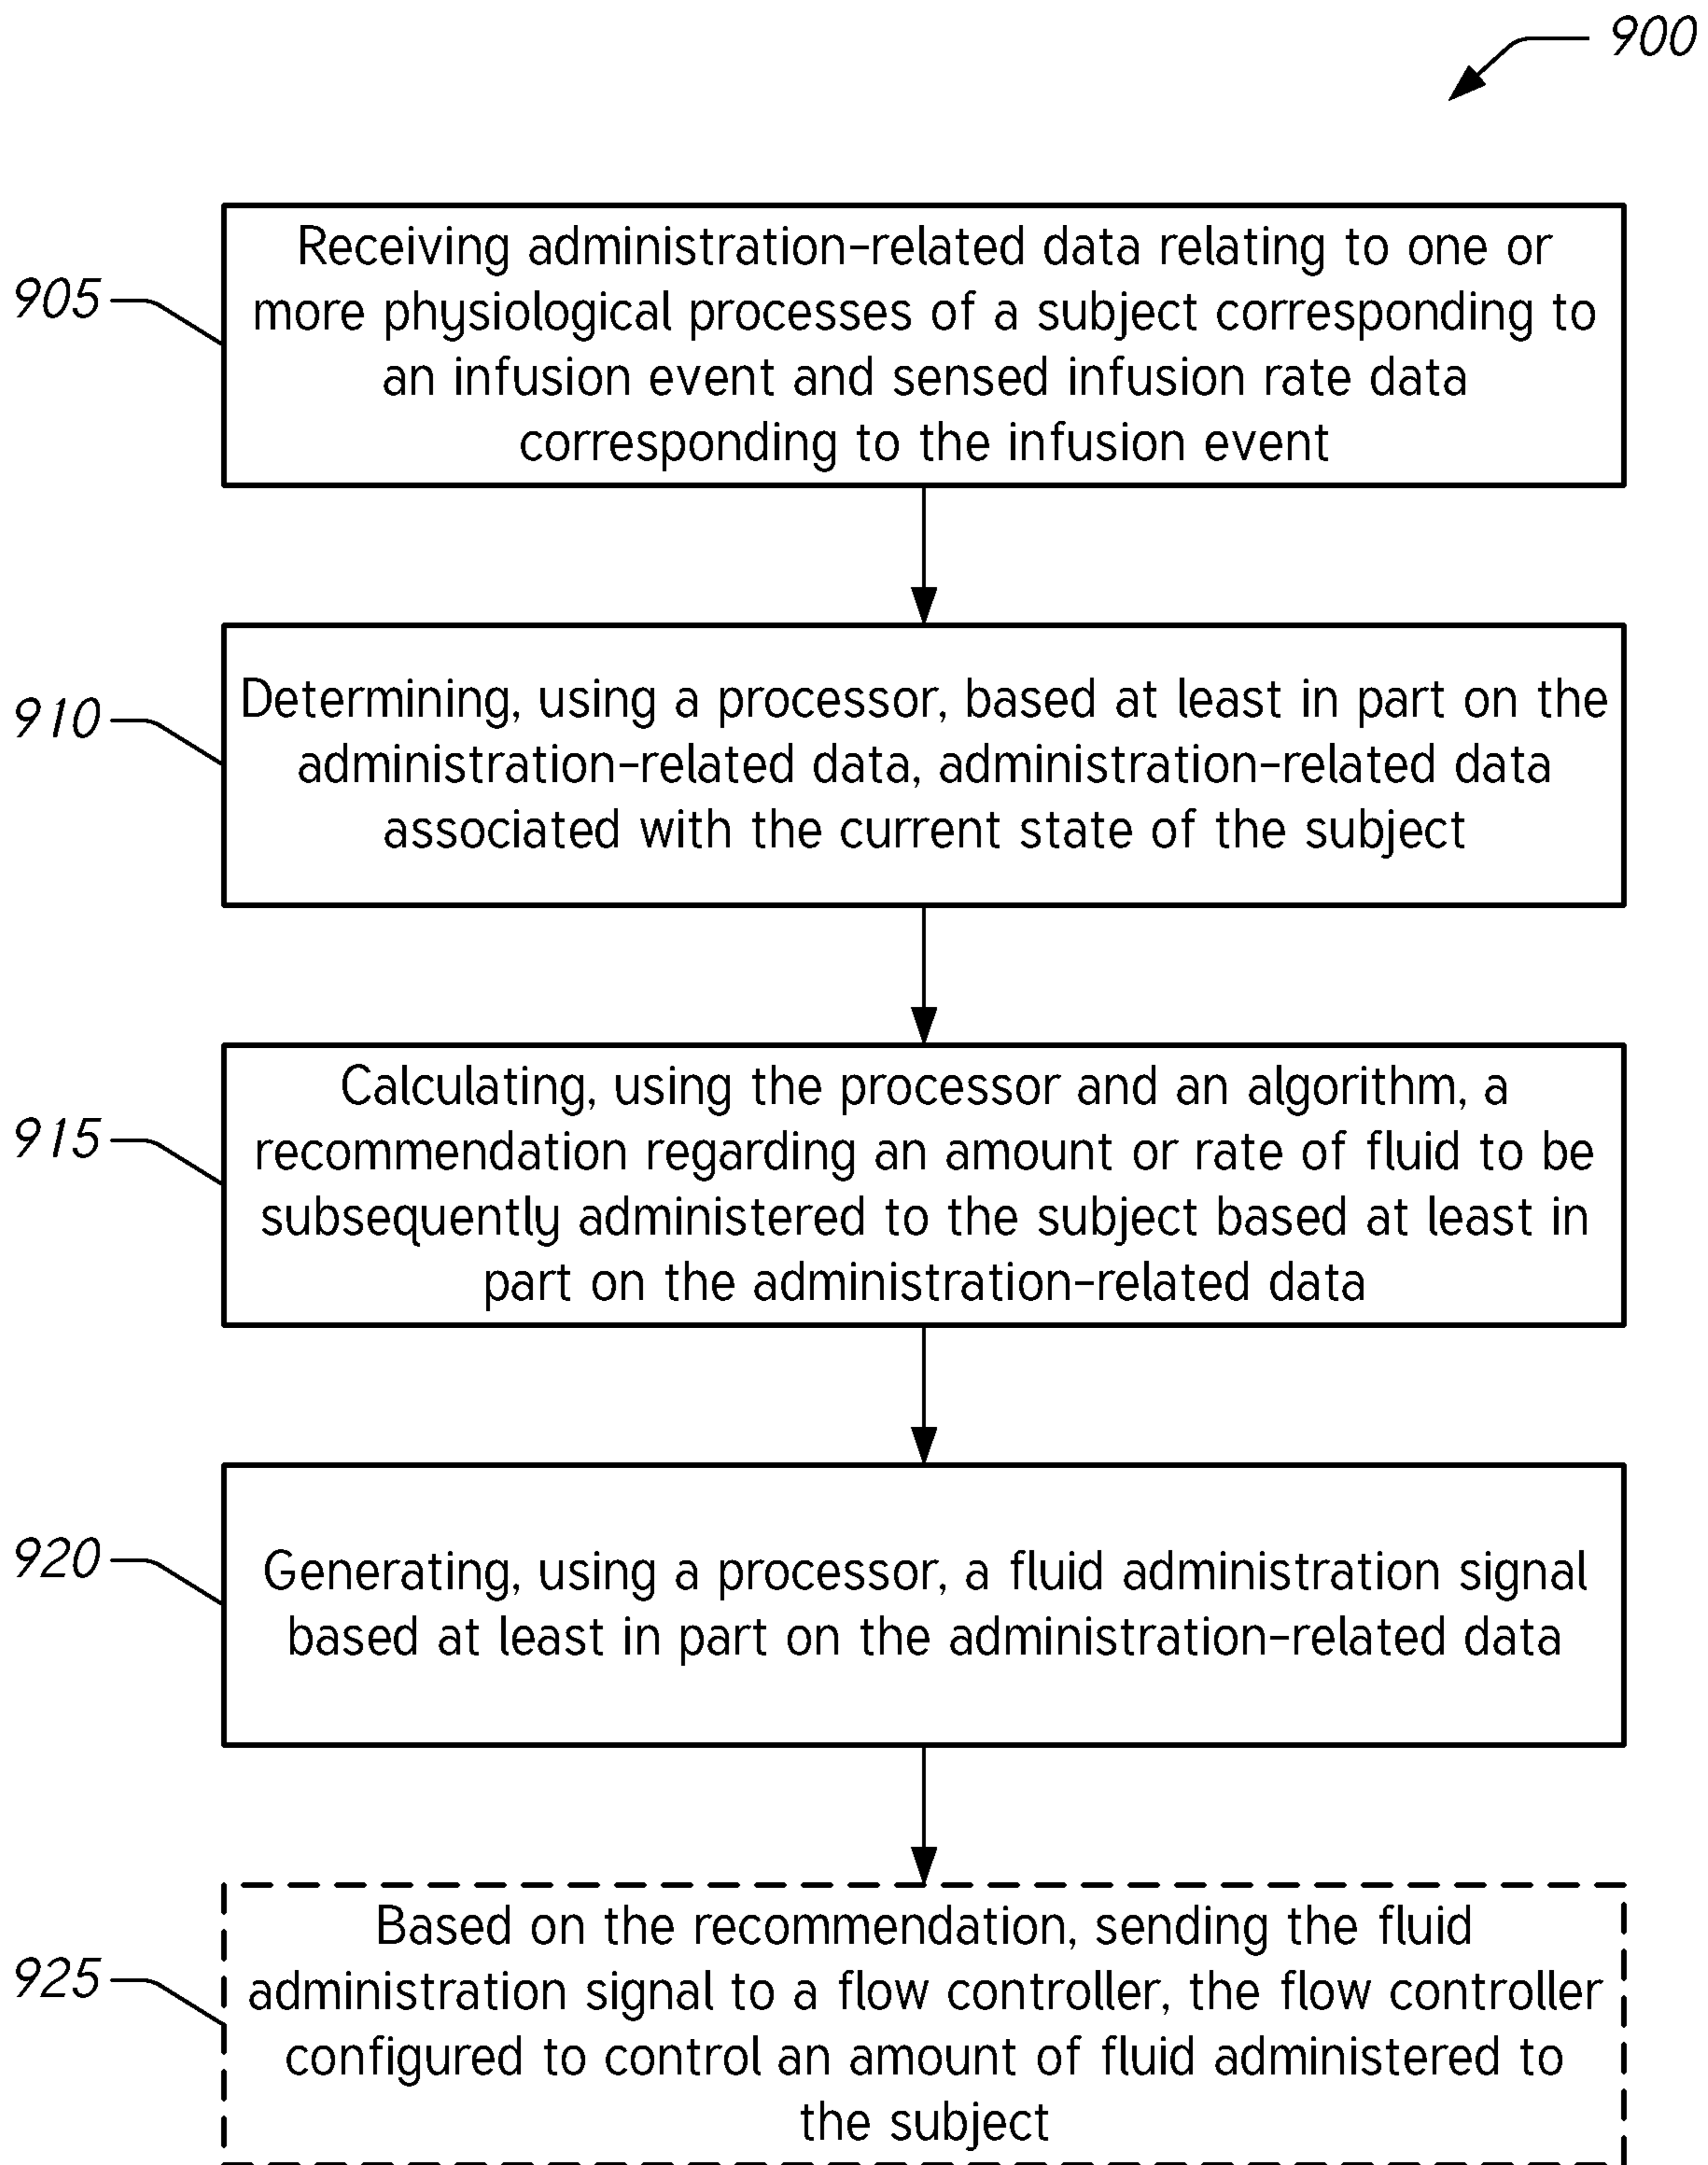 900
Receiving administration-related data relating to one or
more physiological processes of a subject corresponding to
an infusion event and sensed infusion rate data
corresponding to the infusion event
905
Determining, using a processor, based at least in part on the
administration-related data, administration-related data
associated with the current state of the subject
910
Calculating, using the processor and an algorithm, a
recommendation regarding an amount or rate of fluid to be
subsequently administered to the subject based at least in
part on the administration-related data
915
Generating, using a processor, a fluid administration signal
based at least in part on the administration-related data
920
Based on the recommendation, sending the fluid
administration signal to a flow controller, the flow controller
configured to control an amount of fluid administered to
the subject
925